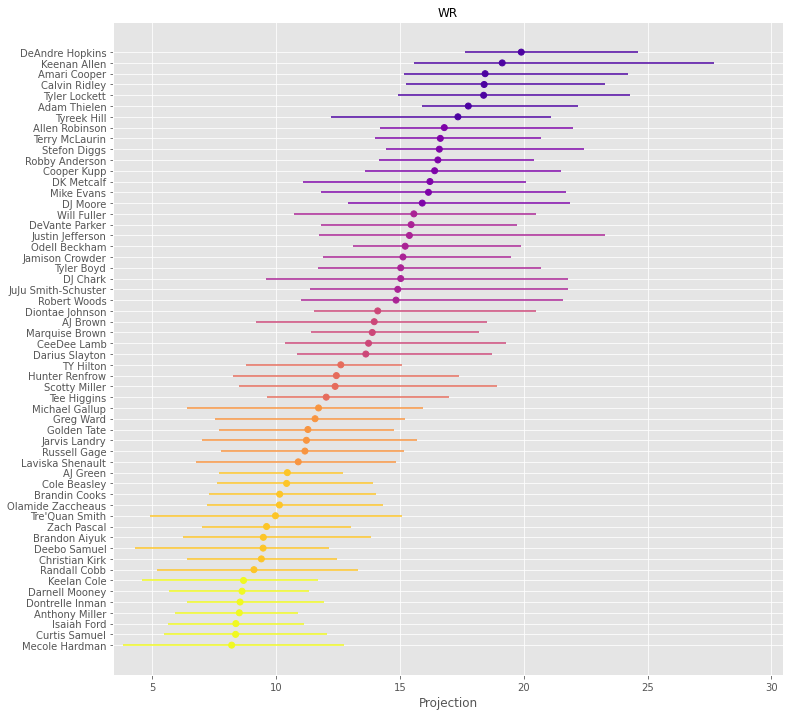 WR
DeAndre Hopkins
Keenan Allen
Amari Cooper
Calvin Ridley
Tyler Lockett
Adam Thielen
Tyreek Hill
Allen Robinson
Terry McLaurin
Stefon Diggs
Robby Anderson
Cooper Kupp
DK Metcalf
Mike Evans
DJ Moore
Will Fuller
DeVante Parker
Justin Jefferson
Odell Beckham
Jamison Crowder
Tyler Boyd
DJ Chark
JuJu Smith-Schuster
Robert Woods
Diontae Johnson
AJ Brown
Marquise Brown
CeeDee Lamb
Darius Slayton
TY Hilton
Hunter Renfrow
Scotty Miller
Tee Higgins
Michael Gallup
Greg Ward
Golden Tate
Jarvis Landry
Russell Gage
Laviska Shenault
AJ Green
Cole Beasley
Brandin Cooks
Olamide Zaccheaus
Tre'Quan Smith
Zach Pascal
Brandon Aiyuk
Deebo Samuel
Christian Kirk
Randall Cobb
Keelan Cole
Darnell Mooney
Dontrelle Inman
Anthony Miller
Isaiah Ford
Curtis Samuel
Mecole Hardman
5 10 15 20 25 30
Projection